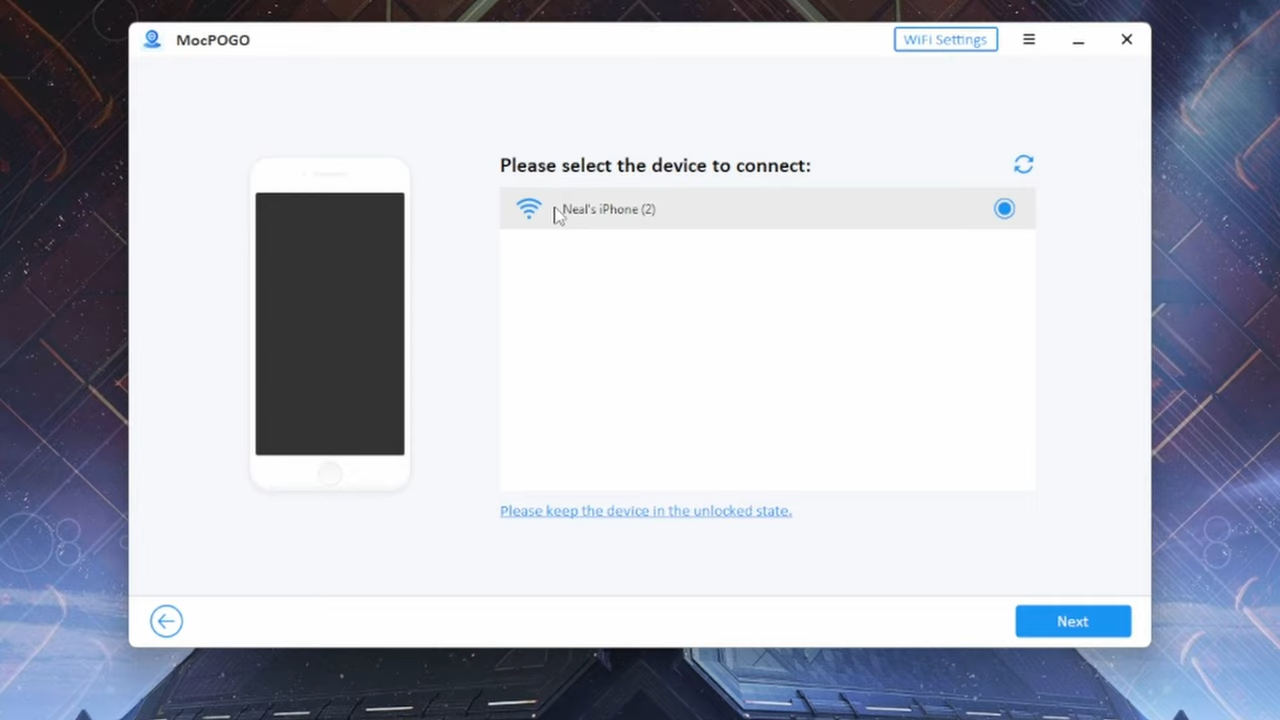 MocPOGO
WiFi Settings
Please select the device to connect:
Neal's iPhone (2)
Please keep the device in the unlocked state.
Next